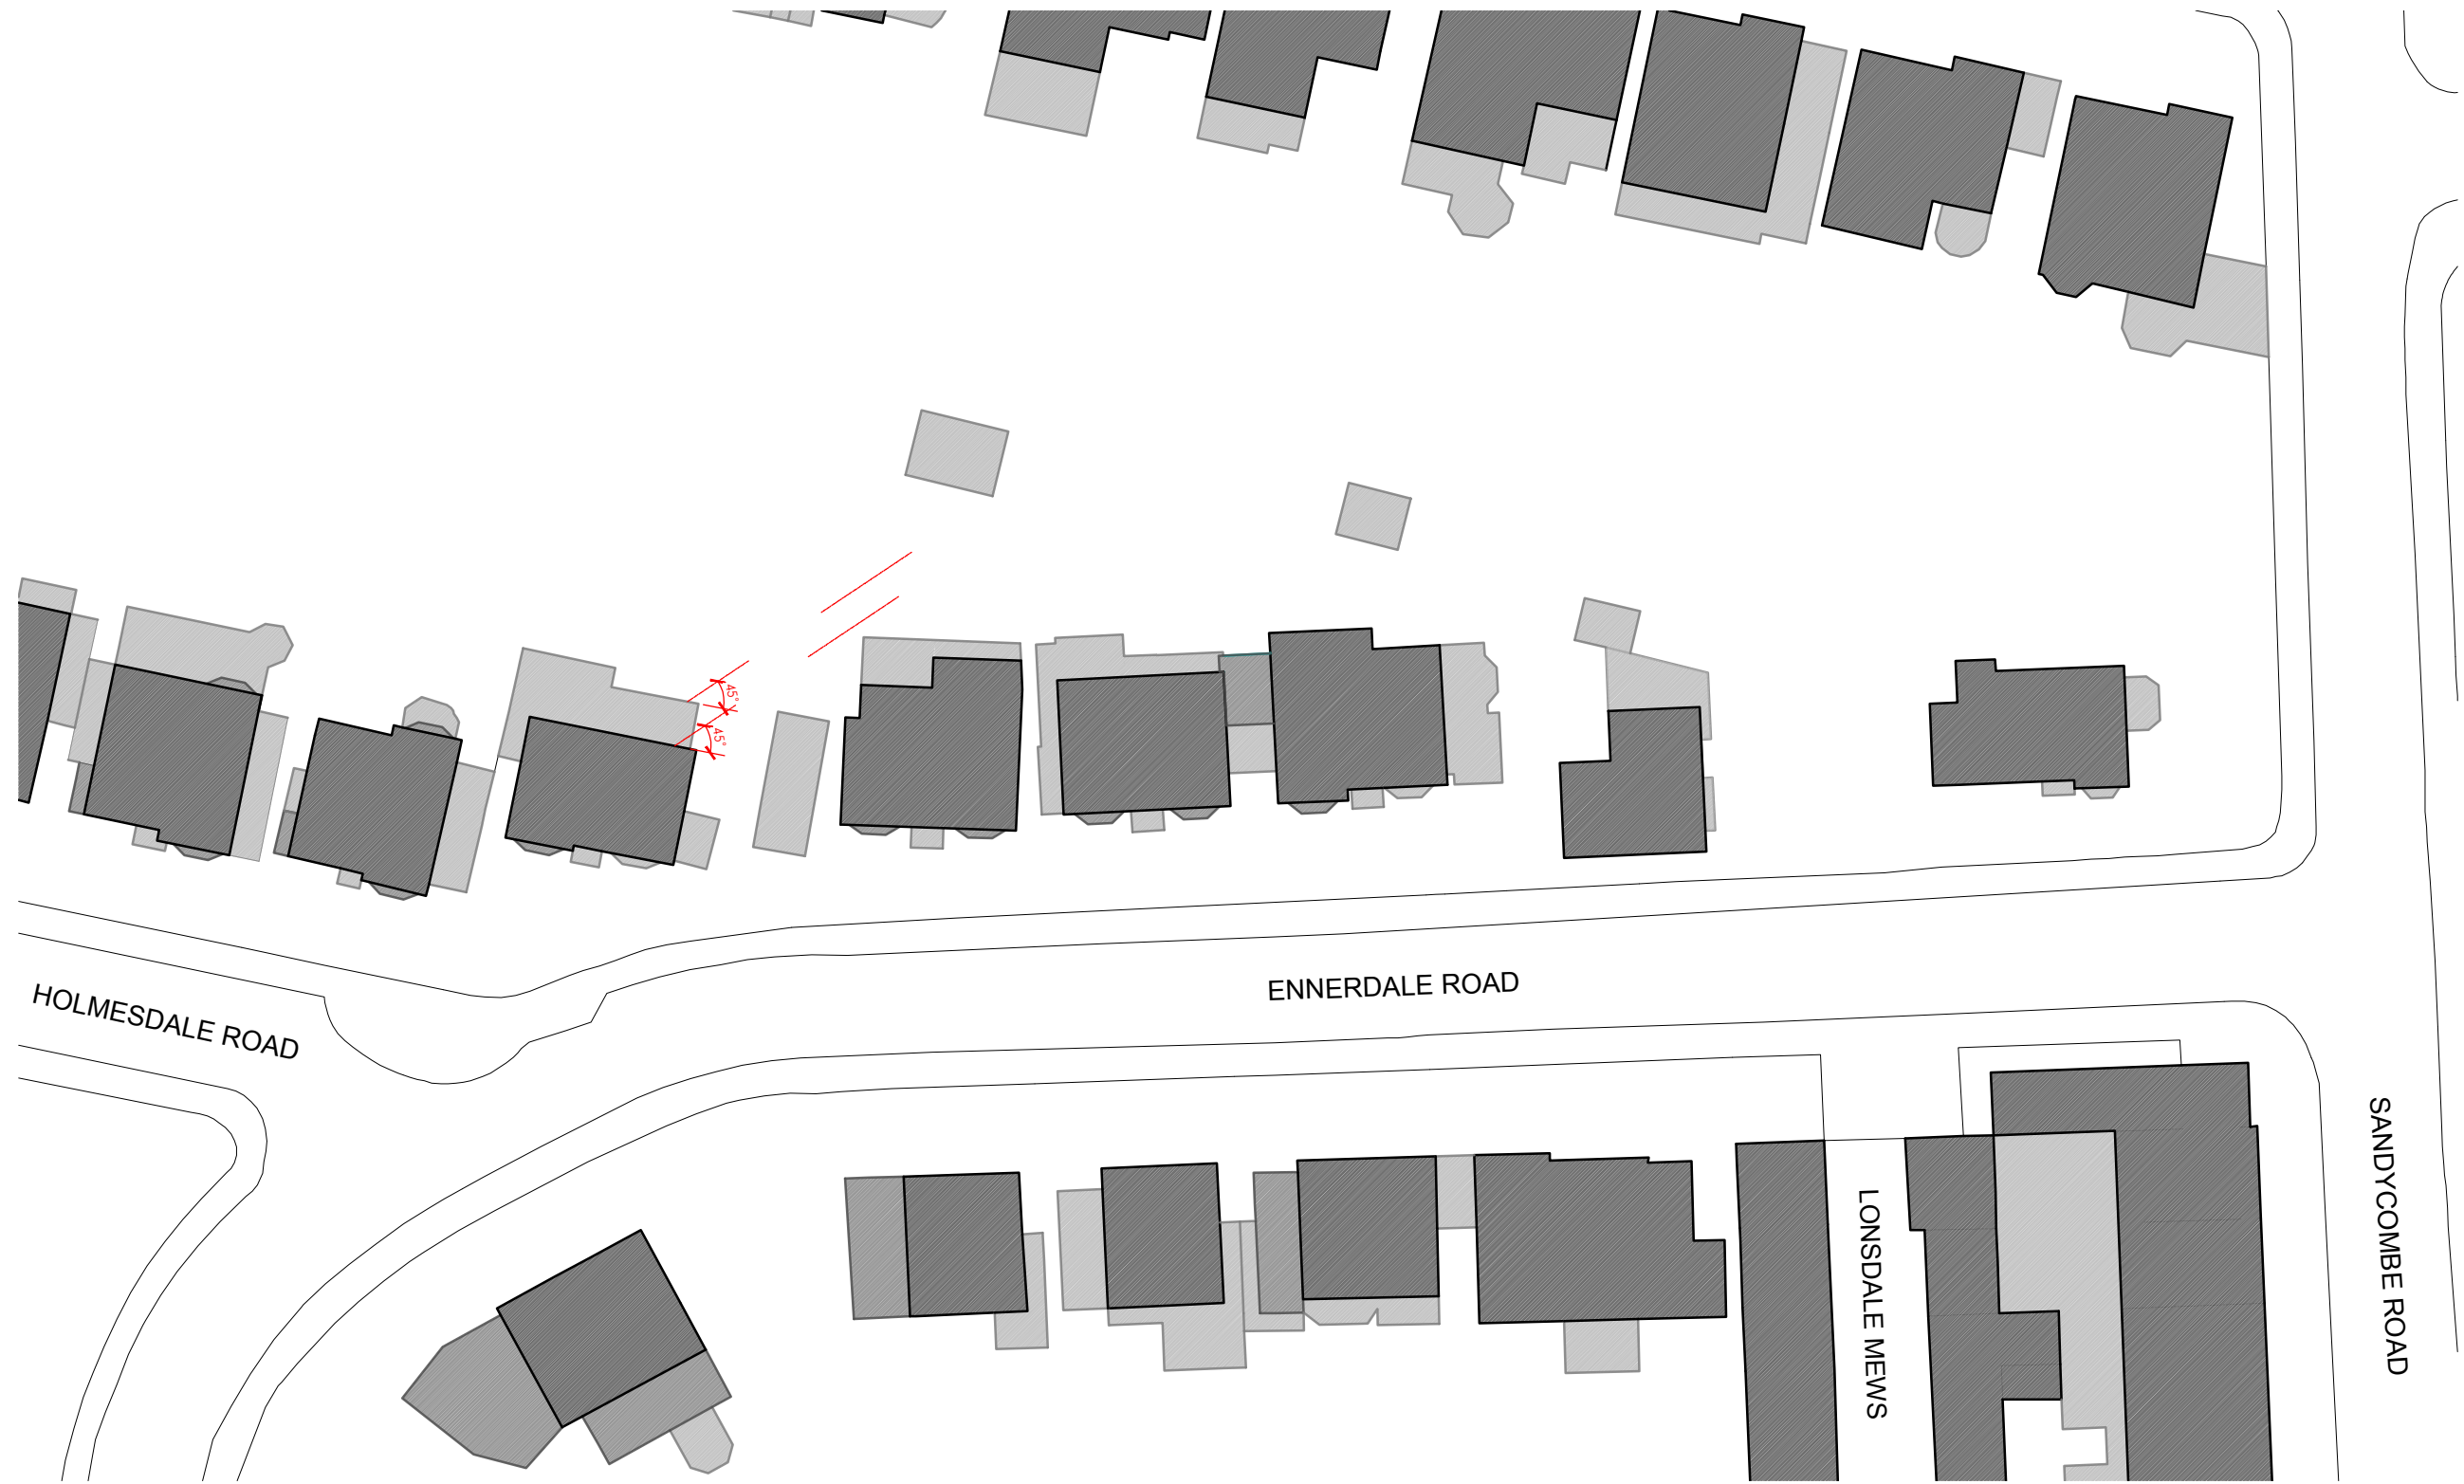 45°
45°
ENNERDALE ROAD
HOLMESDALE ROAD
SANDYCOMBE ROAD
LONSDALE MEWS